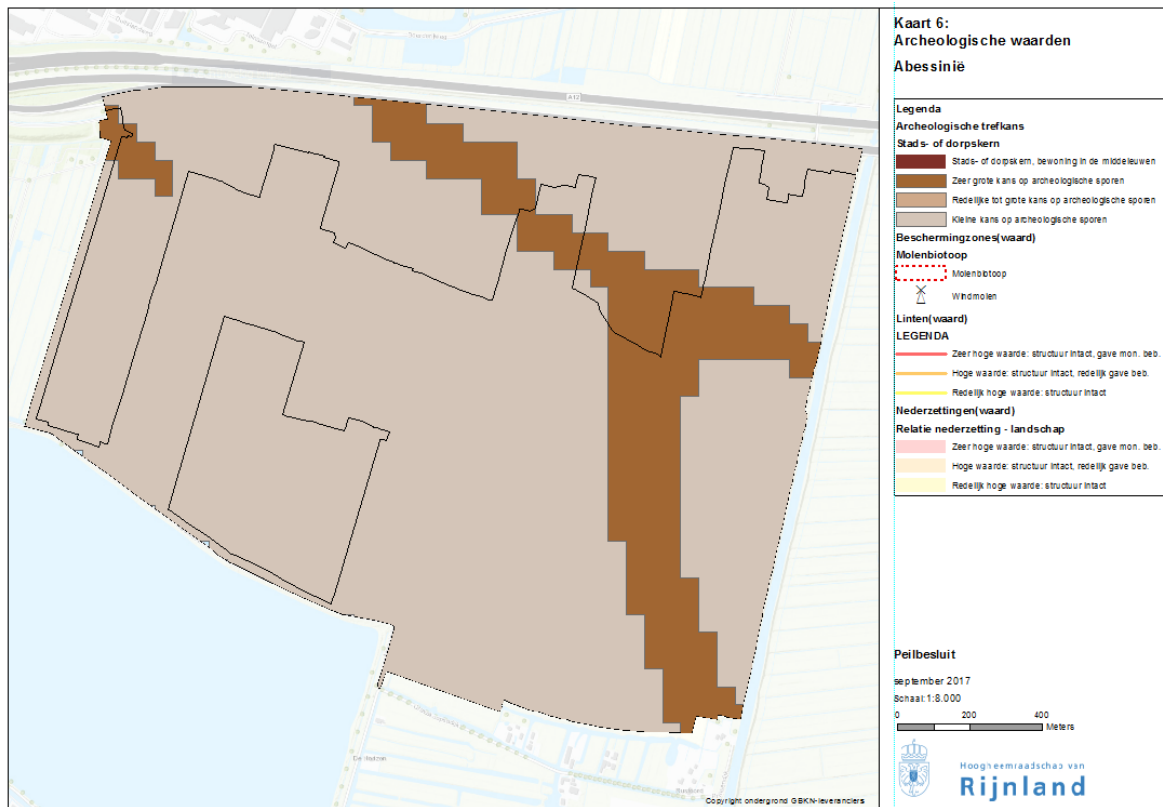 Kaart 6:
Archeologische waarden
Abessinië
Legenda
Archeologische trefkans
Stads- of dorpskern
Stads- of dorpskern, bewoning in de middeleuwen
Zeer grote kans op archeologische sporen
Redelijke tot grote kans op archeologische sporen
Kleine kans op archeologische sporen
Beschermingzones(waard)
Molenbiotoop
Molenbiotoop
Windmolen
Linten(waard)
LEGENDA
Zeer hoge waarde: structuur intact, gave mon. beb.
Hoge waarde: structuur intact, redelijk gave beb.
Redelijk hoge waarde: structuur intact
Nederzettingen(waard)
Relatie nederzetting - landschap
Zeer hoge waarde: structuur intact, gave mon. beb.
Hoge waarde: structuur intact, redelijk gave beb.
Redelijk hoge waarde: structuur intact
Peilbesluit
september 2017
Schaal:1:8.000
0 200 400
Meters
Hoogheemraadschap van
Rijnland
A12
Copyright ondergrond GBKN-leveranciers